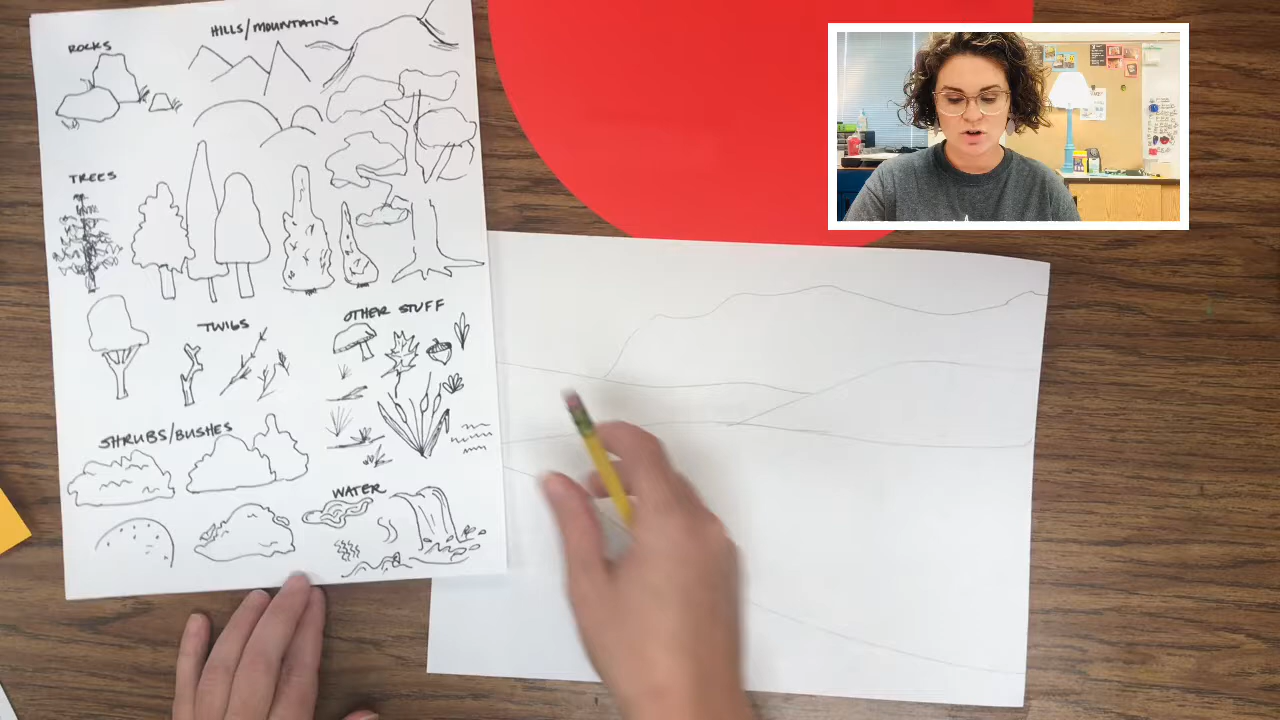 HILLS/MOUNTAINS
ROCKS
TREES
TWIGS
OTHER STUFF
SHRUBS/BUSHES
WATER